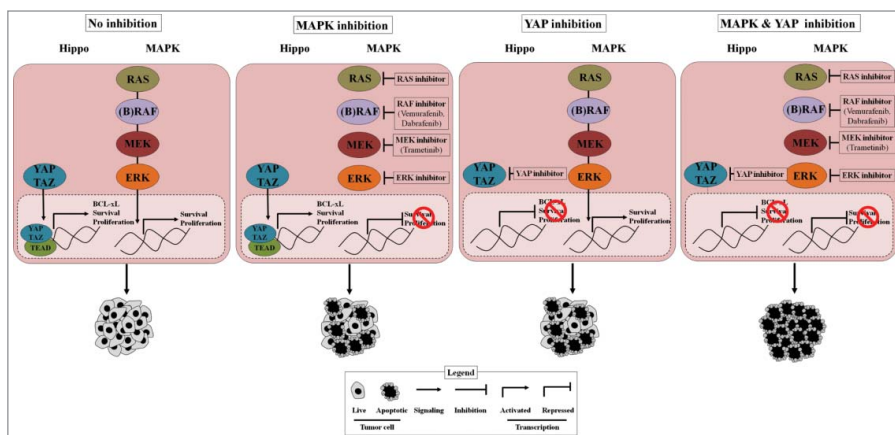 No inhibition
Hippo MAPK
RAS
(B)RAF
MEK
ERK
YAP
TAZ
BCL-xL
Survival
Proliferation
Survival
Proliferation
YAP
TAZ
TEAD
MAPK inhibition
Hippo MAPK
RAS
RAS inhibitor
(B)RAF
RAF inhibitor
(Vemurafenib,
Dabrafenib)
MEK
MEK inhibitor
(Trametinib)
ERK
ERK inhibitor
YAP
TAZ
BCL-xL
Survival
Proliferation
Survival
Proliferation
YAP
TAZ
TEAD
YAP inhibition
Hippo MAPK
RAS
(B)RAF
MEK
ERK
YAP
TAZ
YAP inhibitor
BCL-xL
Survival
Proliferation
Survival
Proliferation
MAPK & YAP inhibition
Hippo MAPK
RAS
RAS inhibitor
(B)RAF
RAF inhibitor
(Vemurafenib,
Dabrafenib)
MEK
MEK inhibitor
(Trametinib)
ERK
ERK inhibitor
YAP
TAZ
YAP inhibitor
BCL-xL
Survival
Proliferation
Survival
Proliferation
Legend
Live Apoptotic Signaling Inhibition Activated Repressed
Tumor cell Transcription